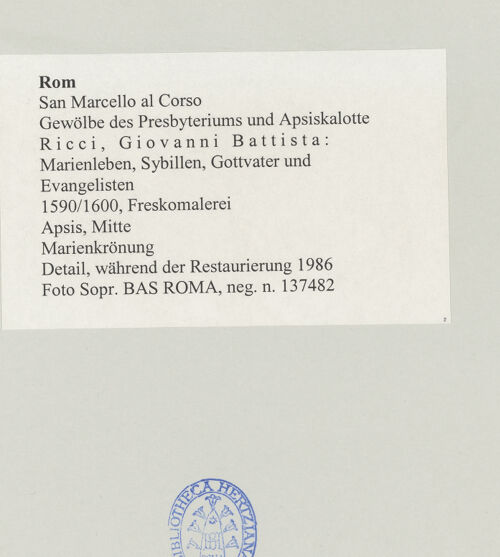 Rom
San Marcello al Corso
Gewölbe des Presbyteriums und Apsiskalotte
Ricci, Giovanni Battista:
Marienleben, Sybillen, Gottvater und
Evangelisten
1590/1600, Freskomalerei
Apsis, Mitte
Marienkrönung
Detail, während der Restaurierung 1986
Foto Sopr. BAS ROMA, neg. n. 137482
BIBLIOTHECA HERTZIANA